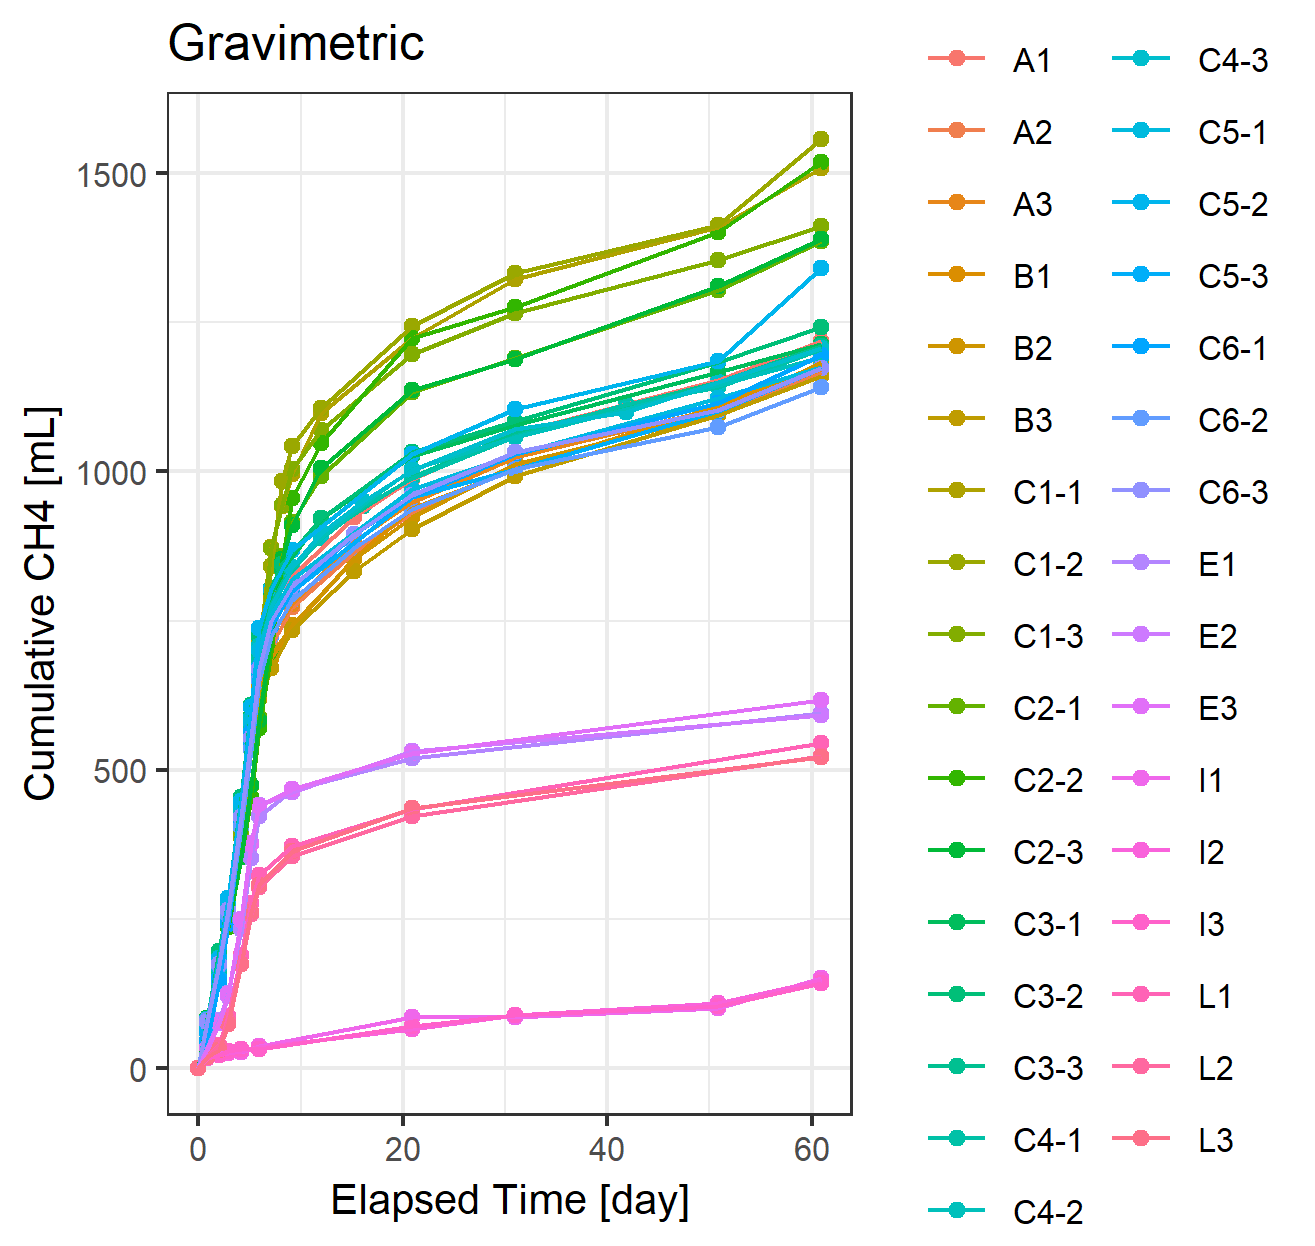 Gravimetric
Cumulative CH4 [mL]
1500
1000
500
0
0 20 40 60
Elapsed Time [day]
A1
A2
A3
B1
B2
B3
C1-1
C1-2
C1-3
C2-1
C2-2
C2-3
C3-1
C3-2
C3-3
C4-1
C4-2
C4-3
C5-1
C5-2
C5-3
C6-1
C6-2
C6-3
E1
E2
E3
I1
I2
I3
L1
L2
L3